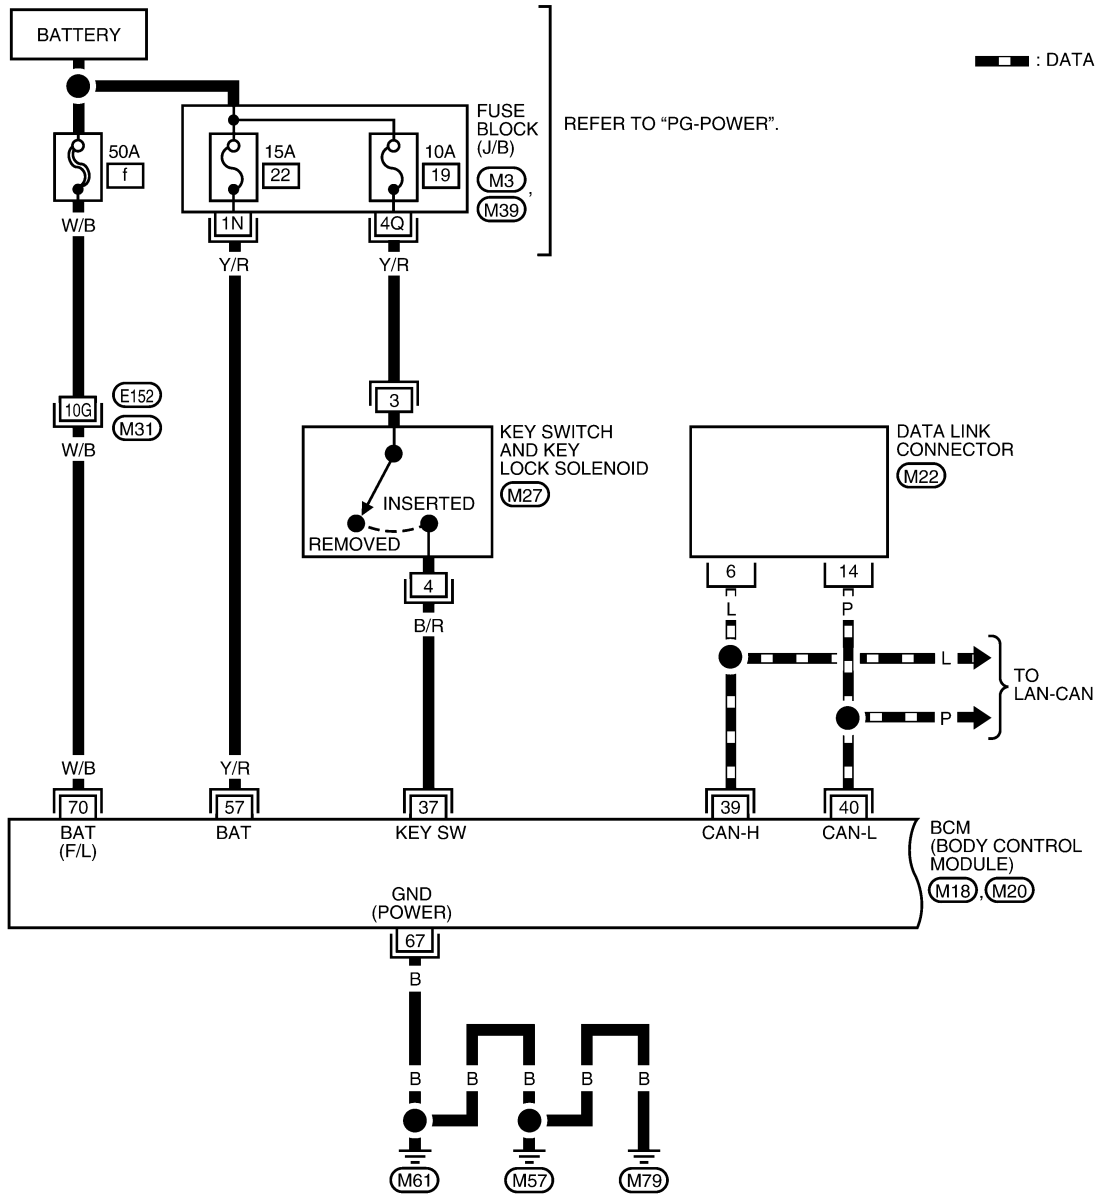 BATTERY
: DATA
REFER TO “PG-POWER”.
FUSE
BLOCK
(J/B)
M3
,
M39
50A
f
15A
22
10A
19
1N
4Q
W/B
Y/R
Y/R
10G
E152
M31
W/B
3
KEY SWITCH
AND KEY
LOCK SOLENOID
M27
INSERTED
REMOVED
4
B/R
DATA LINK
CONNECTOR
M22
6
14
L
P
L
P
TO
LAN-CAN
W/B
Y/R
70
57
37
39
40
BAT
(F/L)
BAT
KEY SW
CAN-H
CAN-L
BCM
(BODY CONTROL
MODULE)
M18 , M20
GND
(POWER)
67
B
B
B
B
B
B
M61
M57
M79